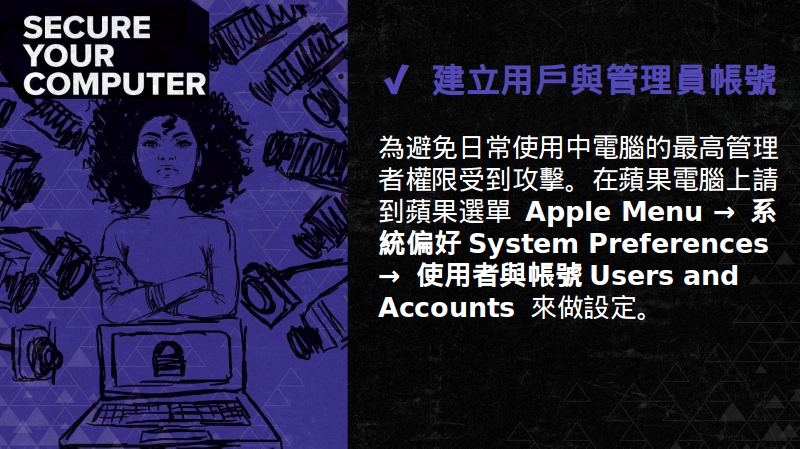 SECURE
YOUR
COMPUTER
✓ 建立用戶與管理員帳號
為避免日常使用中電腦的最高管理
者權限受到攻擊。在蘋果電腦上請
到蘋果選單 Apple Menu → 系
統偏好 System Preferences
→ 使用者與帳號 Users and
Accounts 來做設定。